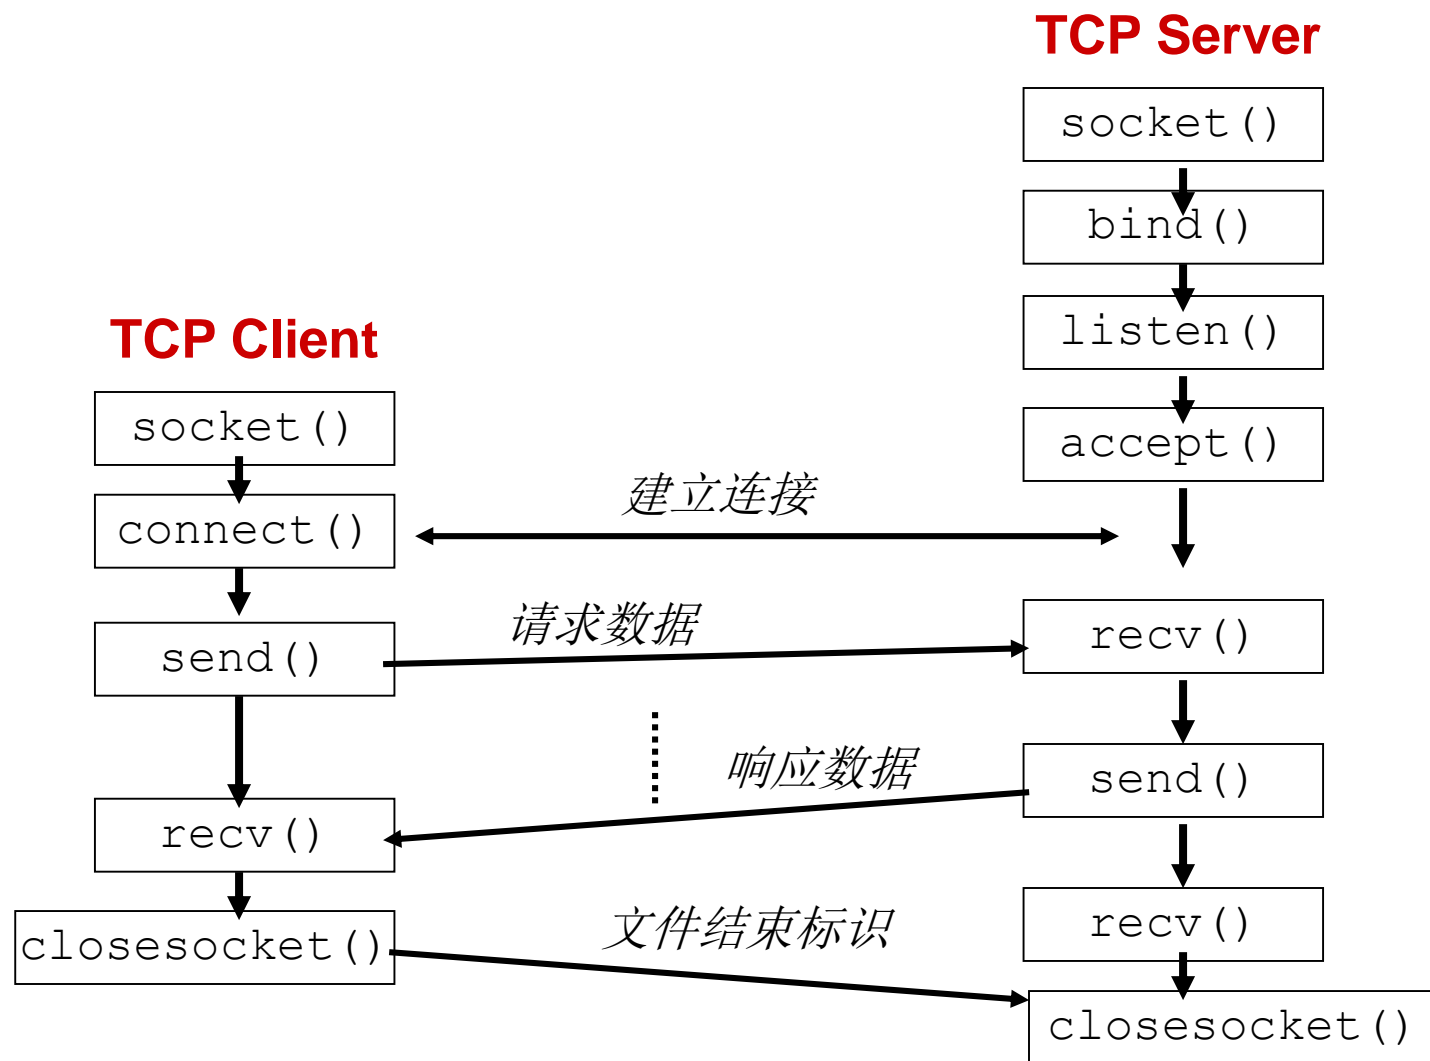 TCP Server
socket()
bind()
listen()
accept()
TCP Client
socket()
connect()
send()
recv()
closesocket()
建立连接
请求数据
响应数据
文件结束标识
recv()
send()
recv()
closesocket()